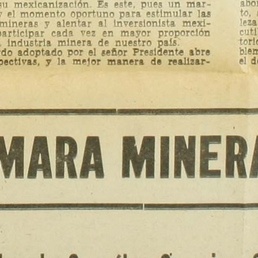 su mexicanización. Es este, pues un mar-
y el momento oportuno para estimular las
mineras y alentar al inversionista mexi-
participar cada vez en mayor proporción
industria minera de nuestro país.
do adoptado por el señor Presidente abre
pectivas, y la mejor manera de realizar-
MARA MINERA